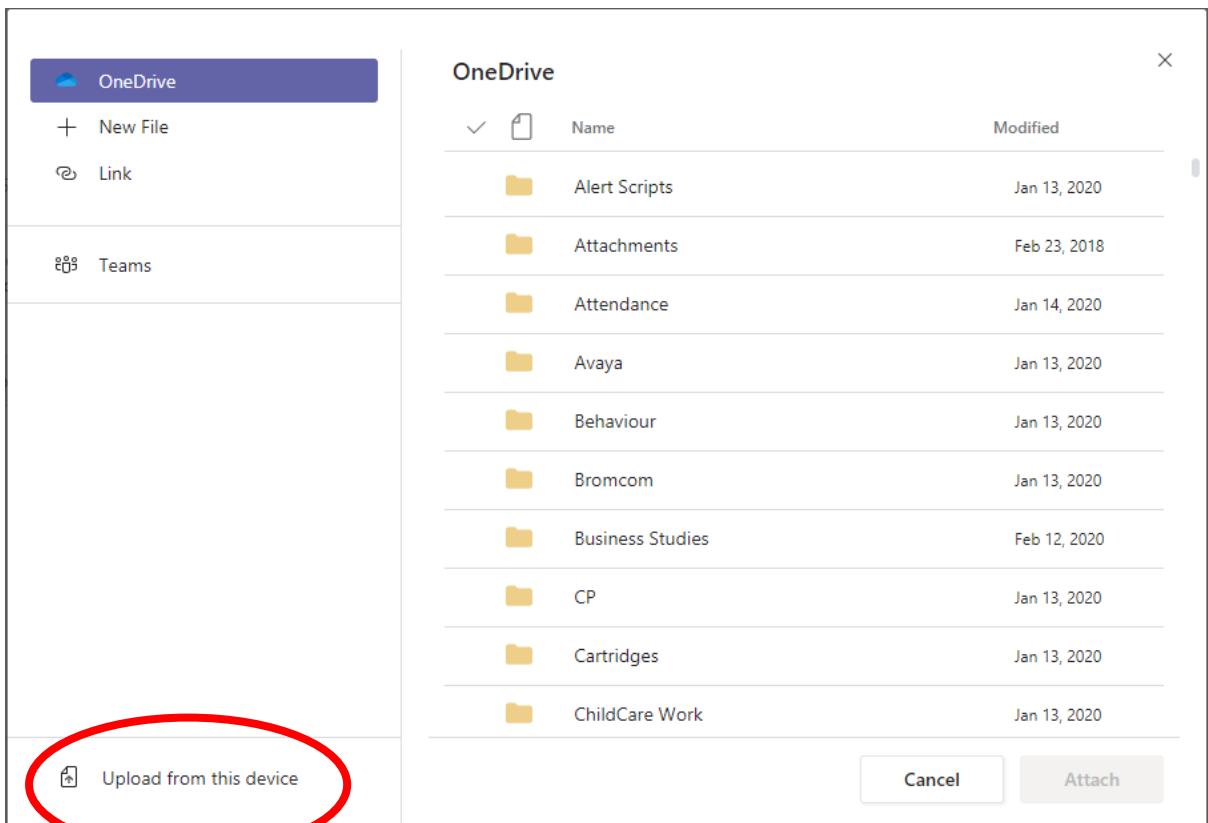 OneDrive
New File
Link
Teams
Upload from this device
OneDrive
Name Modified
Alert Scripts Jan 13, 2020
Attachments Feb 23, 2018
Attendance Jan 14, 2020
Avaya Jan 13, 2020
Behaviour Jan 13, 2020
Bromcom Jan 13, 2020
Business Studies Feb 12, 2020
CP Jan 13, 2020
Cartridges Jan 13, 2020
ChildCare Work Jan 13, 2020
Cancel Attach